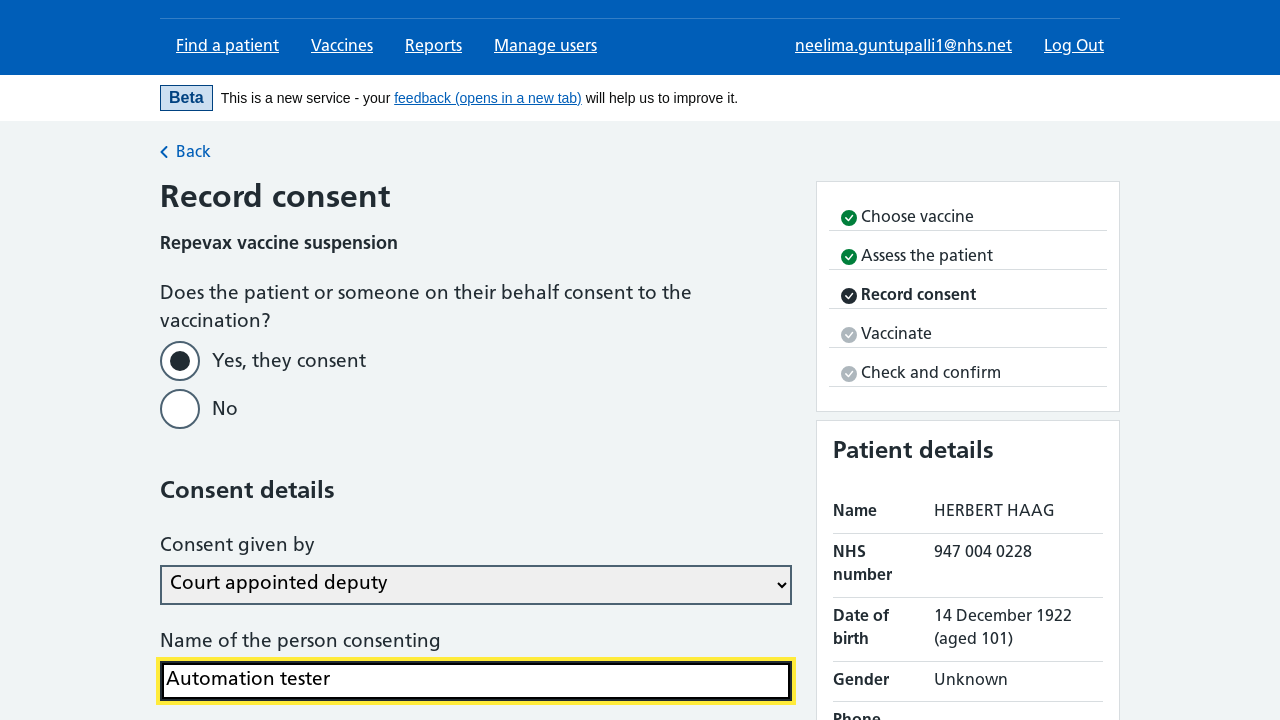 Find a patient
Vaccines
Reports
Manage users
neelima.guntupalli1@nhs.net
Log Out
Beta
This is a new service - your feedback (opens in a new tab) will help us to improve it.
Back
Record consent
Repevax vaccine suspension
Does the patient or someone on their behalf consent to the
vaccination?
Yes, they consent
No
Consent details
Consent given by
Court appointed deputy
Name of the person consenting
Automation tester
Choose vaccine
Assess the patient
Record consent
Vaccinate
Check and confirm
Patient details
Name
HERBERT HAAG
NHS
number
947 004 0228
Date of
birth
14 December 1922
(aged 101)
Gender
Unknown
Phone